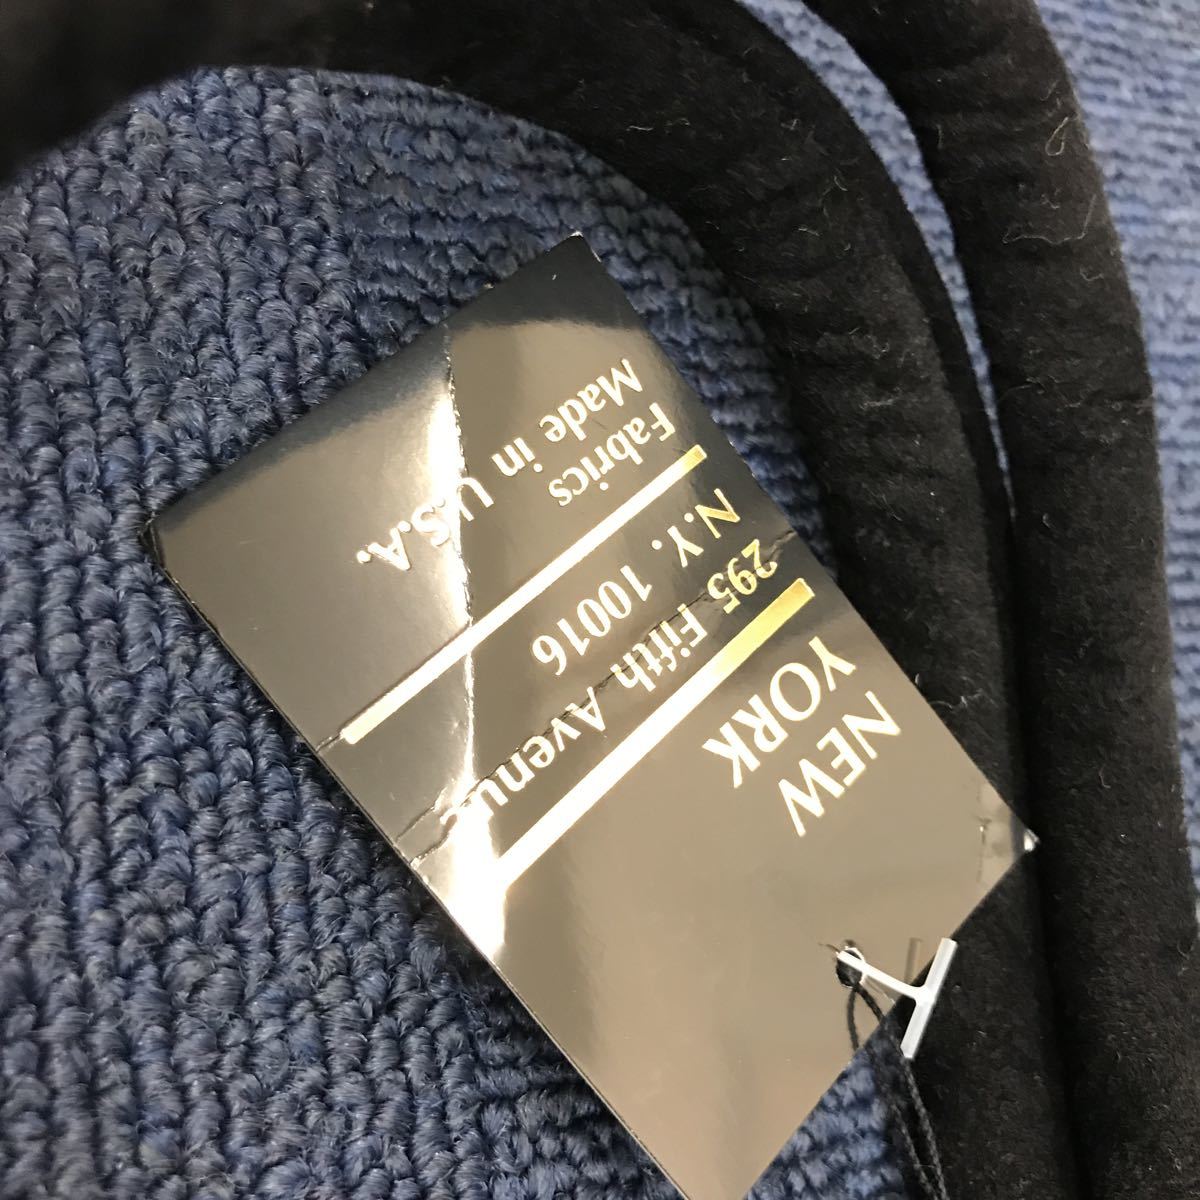 NEW
YORK
295 Fifth Avenue
N.Y. 10016
Fabrics
Made in U.S.A.